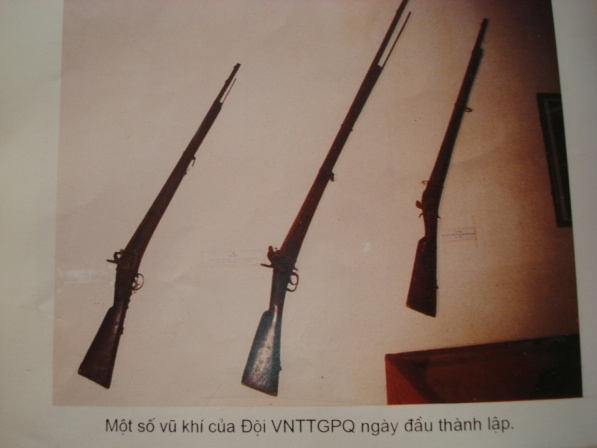 Một số vũ khí của Đội VNTTGPQ ngày đầu thành lập.